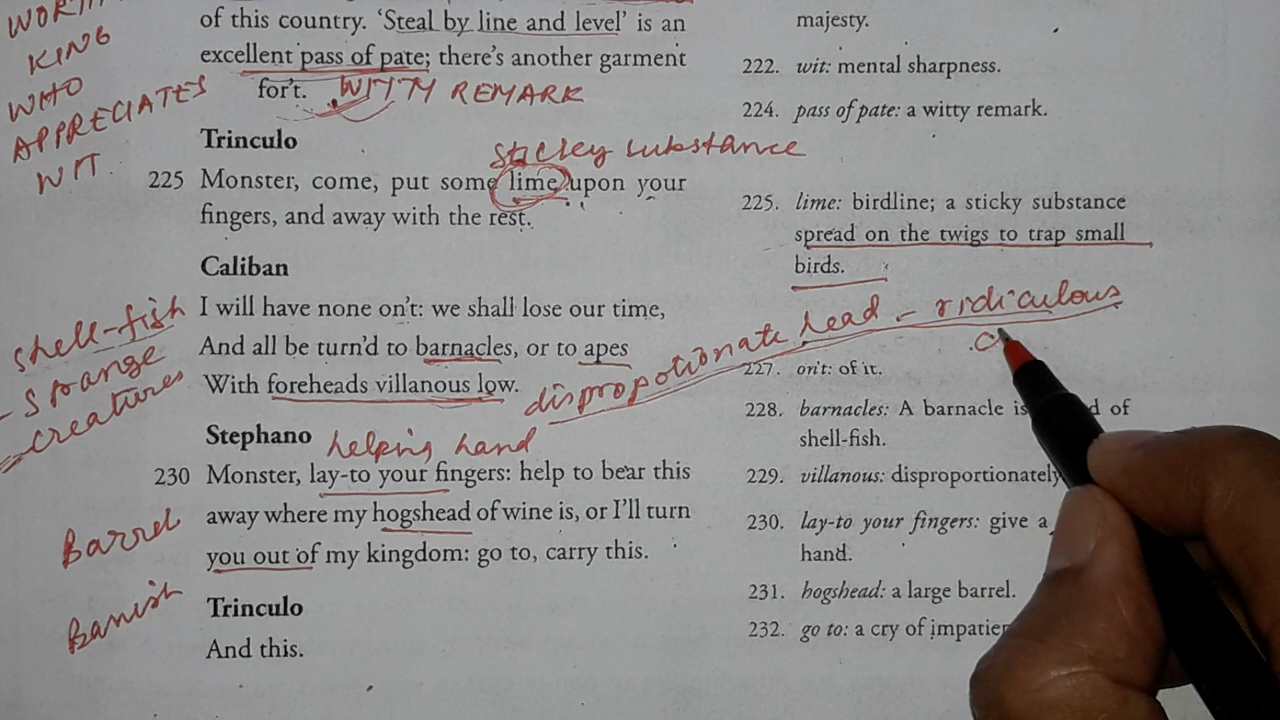 WORTH
KING
WHO
APPRECIATES
WIT.
of this country. ‘Steal by line and level’ is an
excellent pass of pate; there’s another garment
for’t. WITTY REMARK
Trinculo
sticky substance
225 Monster, come, put some lime upon your
fingers, and away with the rest.
Caliban
I will have none on’t: we shall lose our time,
And all be turn’d to barnacles, or to apes
With foreheads villanous low.
shell-fish
- strange
creatures
disportionate head - ridiculous
Stephano helping hand
230 Monster, lay-to your fingers: help to bear this
away where my hogshead of wine is, or I’ll turn
you out of my kingdom: go to, carry this.
Barrel
Banish
Trinculo
And this.
majesty.
222. wit: mental sharpness.
224. pass of pate: a witty remark.
225. lime: birdline; a sticky substance
spread on the twigs to trap small
birds.
227. on't: of it.
228. barnacles: A barnacle is of
shell-fish.
229. villanous: disproportionately
230. lay-to your fingers: give a
hand.
231. hogshead: a large barrel.
232. go to: a cry of